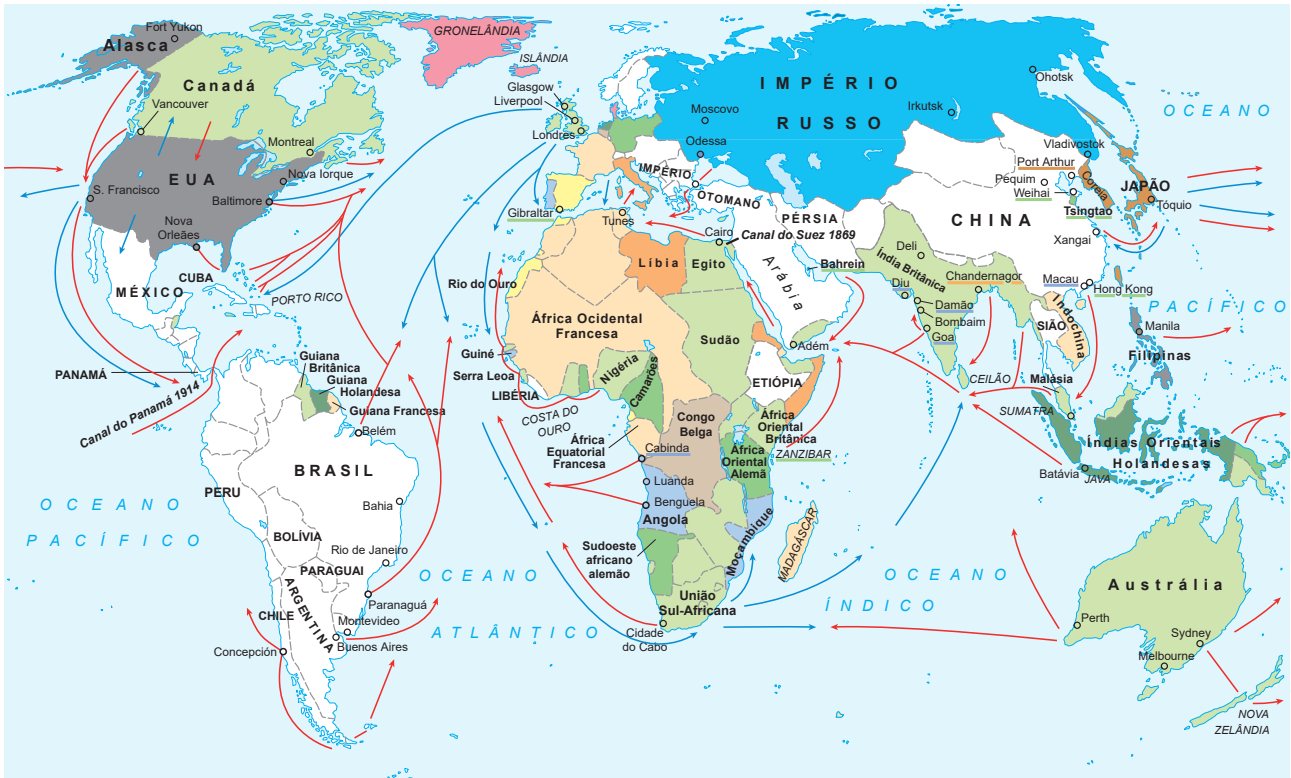 Fort Yukon
Alasca
Canadá
Vancouver
Montreal
EUA
Nova Iorque
Baltimore
S. Francisco
Nova
Orleães
CUBA
MÉXICO
PORTO RICO
PANAMÁ
Canal do Panamá 1914
Guiana
Britânica
Guiana
Holandesa
Guiana Francesa
Belém
BRASIL
PERU
Bahia
BOLÍVIA
Rio de Janeiro
PARAGUAI
Paranaguá
CHILE
ARGENTINA
Montevideo
Buenos Aires
Concepción
OCEANO
PACÍFICO
OCEANO
ATLÂNTICO
GRONELÂNDIA
ISLÂNDIA
Glasgow
Liverpool
Londres
Gibraltar
Tunes
IMPÉRIO
OTOMANO
IMPÉRIO
RUSSO
Moscovo
Odessa
Irkutsk
Ohotsk
Vladivostok
Port Arthur
Pequim
Weihai
Coreia
JAPÃO
Tóquio
Tsingtao
CHINA
Xangai
Macau
Hong Kong
OCEANO
PACÍFICO
PÉRSIA
Cairo
Canal do Suez 1869
Bahrein
Arábia
Adém
Deli
Índia Britânica
Chandernagor
Diu
Damão
Bombaim
Goa
CEILÃO
SIÃO
Indochina
Manila
Filipinas
Malásia
SUMATRA
Índias Orientais
Holandesas
Batávia
JAVA
Rio do Ouro
Líbia
Egito
África Ocidental
Francesa
Sudão
Guiné
Serra Leoa
LIBÉRIA
Nigéria
Camarões
COSTA DO
OURO
ETIÓPIA
África
Equatorial
Francesa
Congo
Belga
África
Oriental
Britânica
ZANZIBAR
África
Oriental
Alemã
Cabinda
Luanda
Benguela
Angola
Moçambique
MADAGÁSCAR
Sudoeste
africano
alemão
União
Sul-Africana
Cidade
do Cabo
OCEANO
ÍNDICO
Austrália
Perth
Sydney
Melbourne
NOVA
ZELÂNDIA